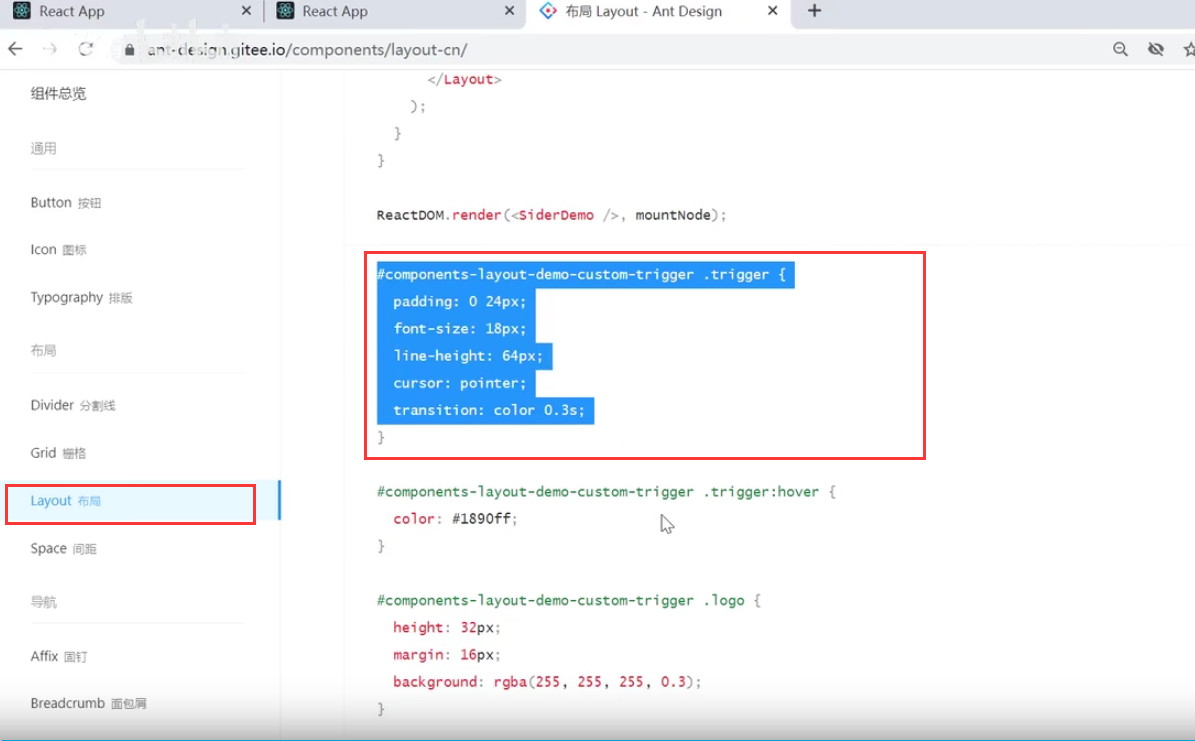 React App
React App
布局 Layout - Ant Design
ant-design.gitee.io/components/layout-cn/
组件总览
通用
Button 按钮
Icon 图标
Typography 排版
布局
Divider 分割线
Grid 栅格
Layout 布局
Space 间距
导航
Affix 固钉
Breadcrumb 面包屑
</Layout>
);
}
}
ReactDOM.render(<SiderDemo />, mountNode);
#components-layout-demo-custom-trigger .trigger {
padding: 0 24px;
font-size: 18px;
line-height: 64px;
cursor: pointer;
transition: color 0.3s;
}
#components-layout-demo-custom-trigger .trigger:hover {
color: #1890ff;
}
#components-layout-demo-custom-trigger .logo {
height: 32px;
margin: 16px;
background: rgba(255, 255, 255, 0.3);
}